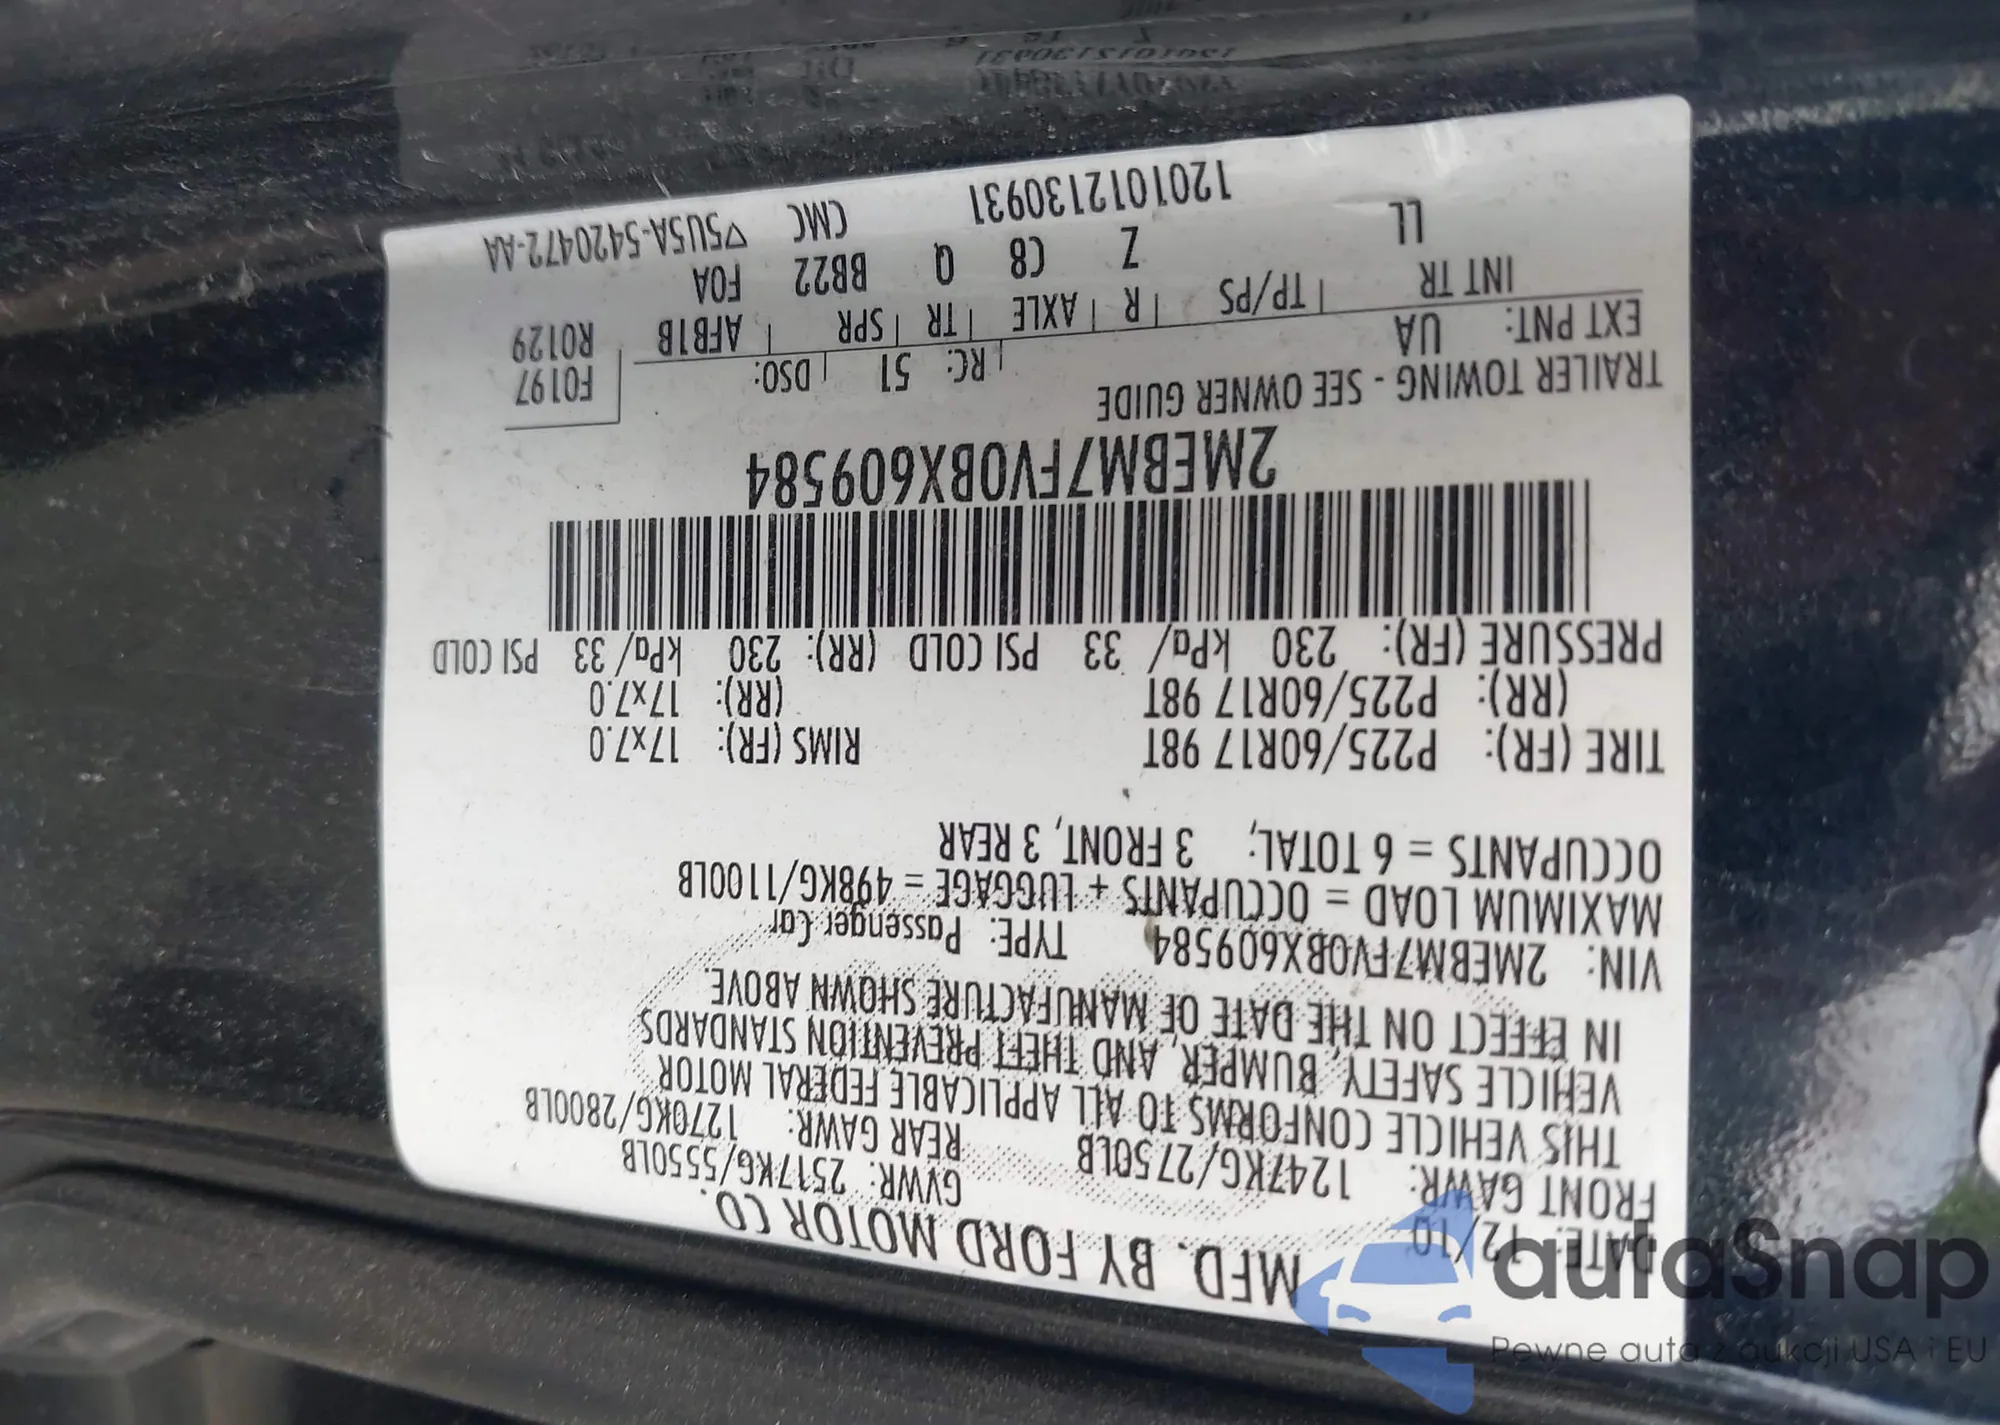 MFD. BY FORD MOTOR CO.
DATE: 12/10 GVWR: 2517KG/5550LB
FRONT GAWR: 1247KG/2750LB REAR GAWR: 1270KG/2800LB
THIS VEHICLE CONFORMS TO ALL APPLICABLE FEDERAL MOTOR
VEHICLE SAFETY, BUMPER, AND THEFT PREVENTION STANDARDS
IN EFFECT ON THE DATE OF MANUFACTURE SHOWN ABOVE.
VIN: 2MEBM7FV0BX609584 TYPE: Passenger Car
MAXIMUM LOAD = OCCUPANTS + LUGGAGE = 498KG/1100LB
OCCUPANTS = 6 TOTAL; 3 FRONT, 3 REAR
TIRE (FR): P225/60R17 98T RIMS (FR): 17x7.0
(RR): P225/60R17 98T (RR): 17x7.0
PRESSURE (FR): 230 kPa/ 33 PSI COLD (RR): 230 kPa/ 33 PSI COLD
2MEBM7FV0BX609584
TRAILER TOWING - SEE OWNER GUIDE F0197
EXT PNT: UA RC: 51 DSO: R0129
INT TR TP/PS R AXLE TR SPR AFB1B
LL Z C8 Q BB22 F0A
1201012130931 CMC ▽5U5A-5420472-AA
autaSnap
Pewne auta z aukcji USA i EU